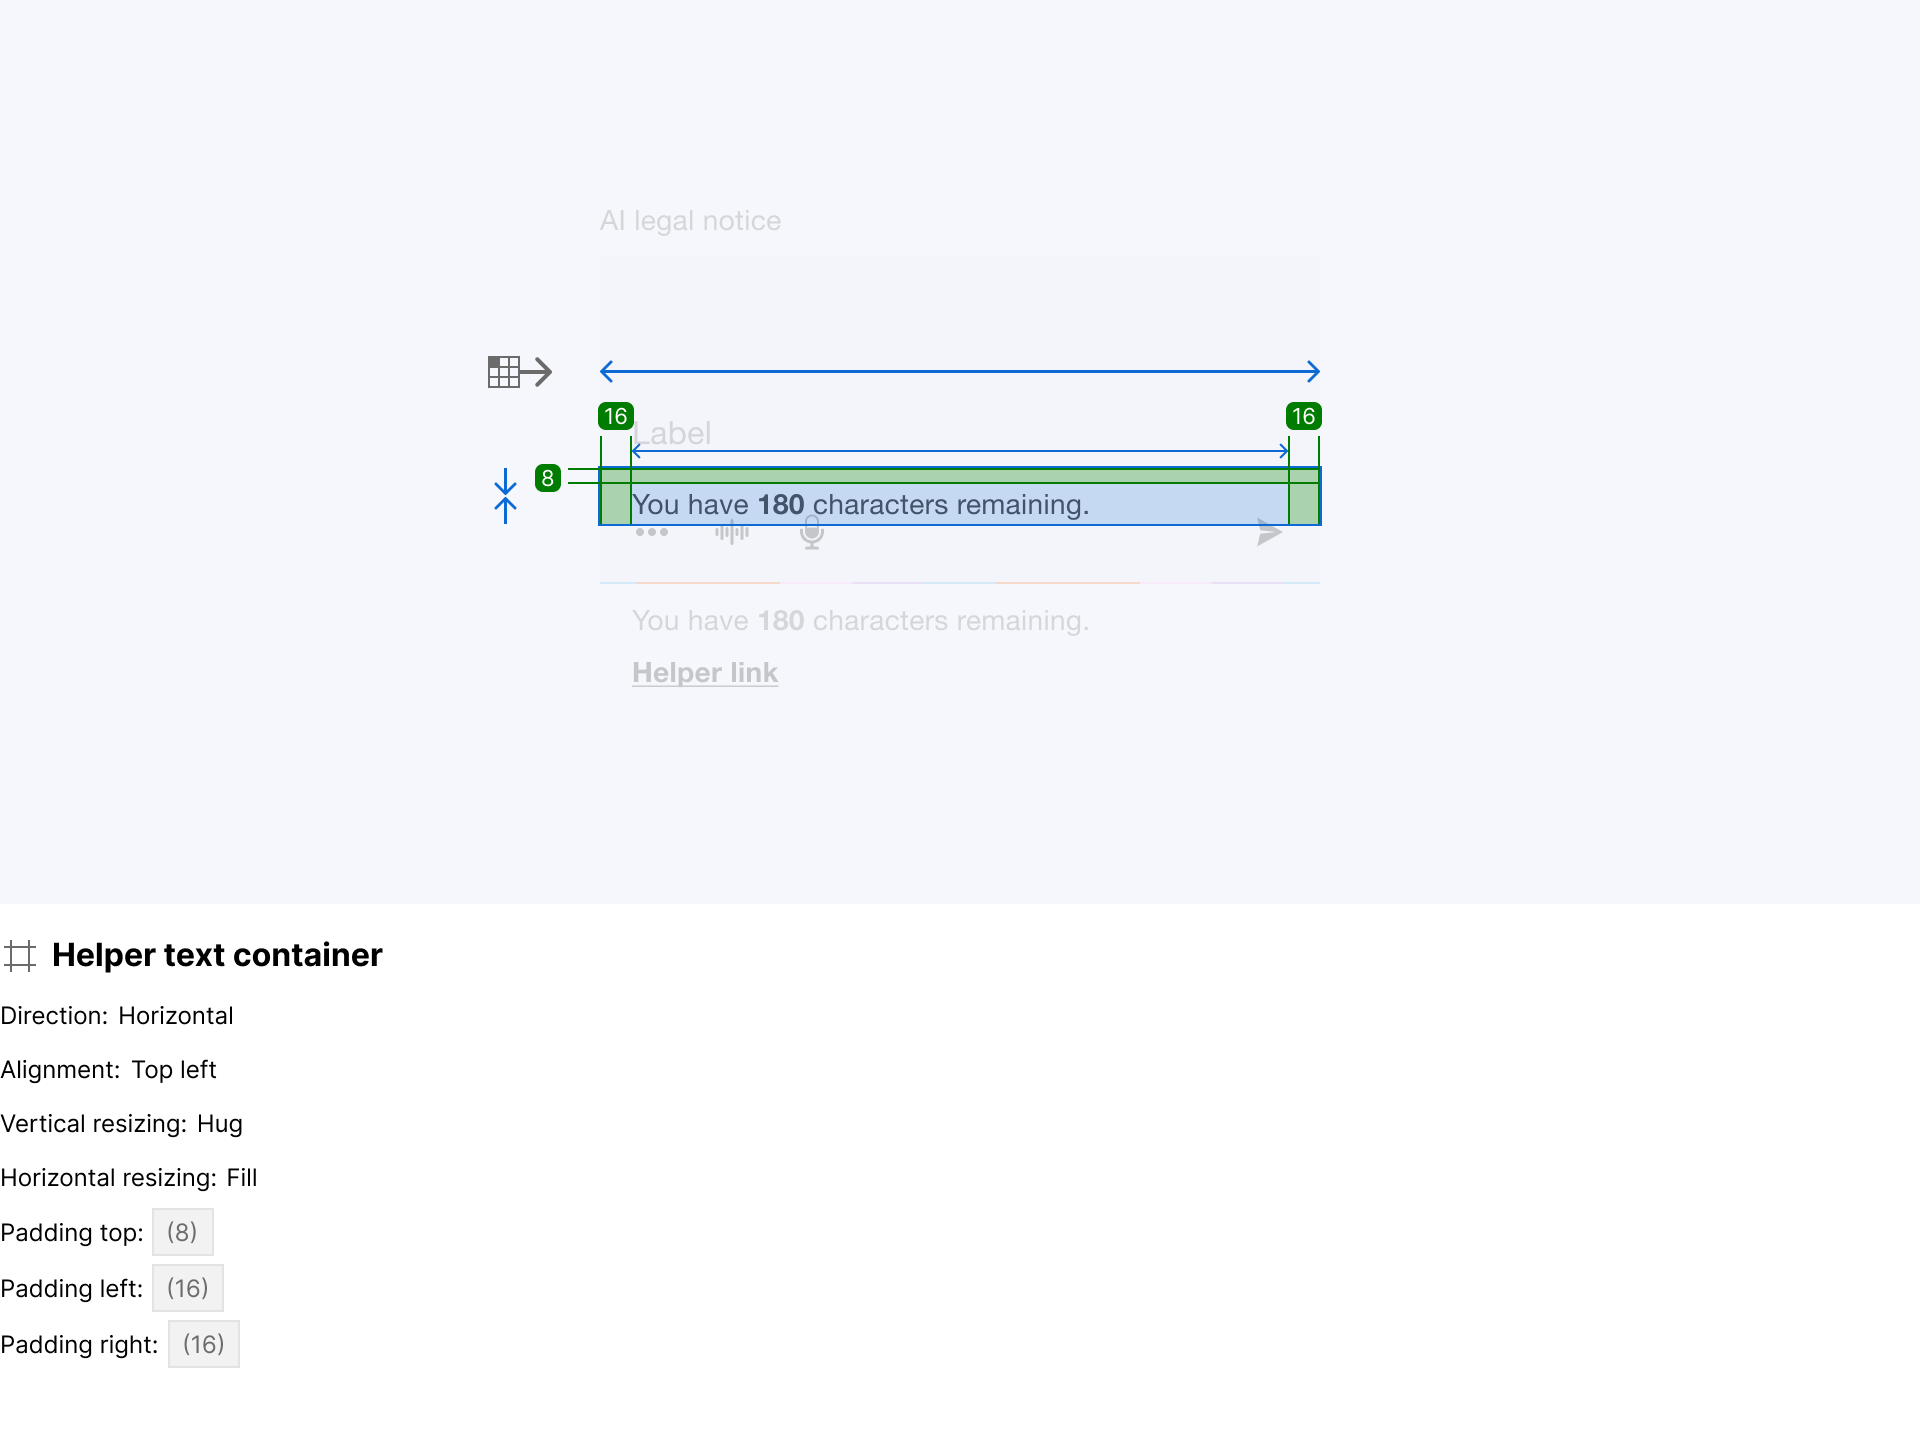 AI legal notice
16
16
Label
8
You have 180 characters remaining.
You have 180 characters remaining.
Helper link
Helper text container
Direction: Horizontal
Alignment: Top left
Vertical resizing: Hug
Horizontal resizing: Fill
Padding top: (8)
Padding left: (16)
Padding right: (16)